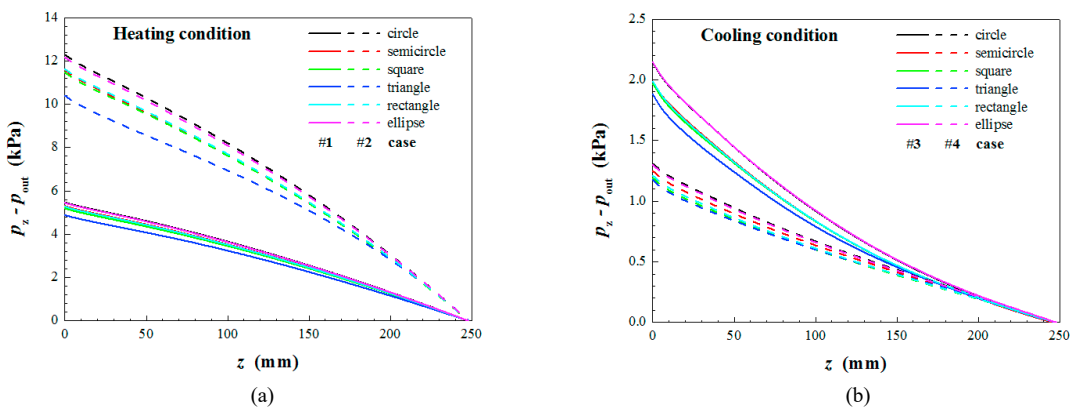 14
12
10
8
6
4
2
0
p_z - p_out (kPa)
Heating condition
circle
semicircle
square
triangle
rectangle
ellipse
#1 #2 case
0 50 100 150 200 250
z (mm)
(a)
2.5
2.0
1.5
1.0
0.5
0.0
p_z - p_out (kPa)
Cooling condition
circle
semicircle
square
triangle
rectangle
ellipse
#3 #4 case
0 50 100 150 200 250
z (mm)
(b)